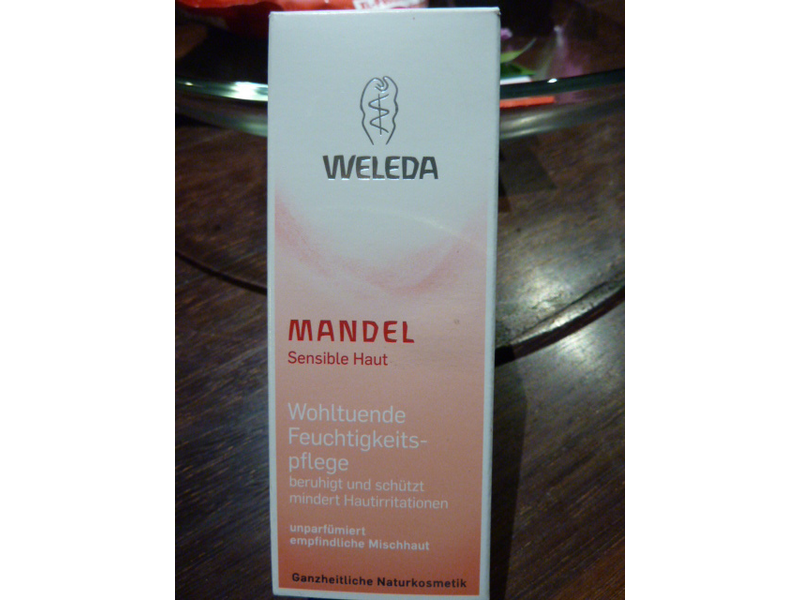 WELEDA
MANDEL
Sensible Haut
Wohltuende
Feuchtigkeits-
pflege
beruhigt und schützt
mindert Hautirritationen
unparfümiert
empfindliche Mischhaut
Ganzheitliche Naturkosmetik